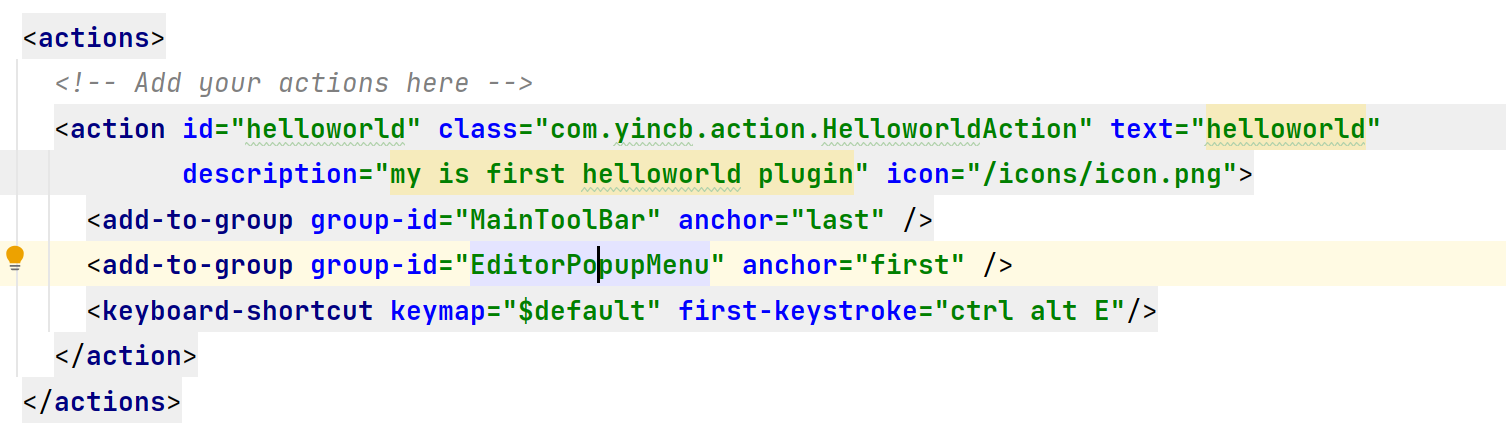 <actions>
<!-- Add your actions here -->
<action id="helloworld" class="com.yincb.action.HelloworldAction" text="helloworld"
description="my is first helloworld plugin" icon="/icons/icon.png">
<add-to-group group-id="MainToolBar" anchor="last" />
<add-to-group group-id="EditorPopupMenu" anchor="first" />
<keyboard-shortcut keymap="$default" first-keystroke="ctrl alt E"/>
</action>
</actions>